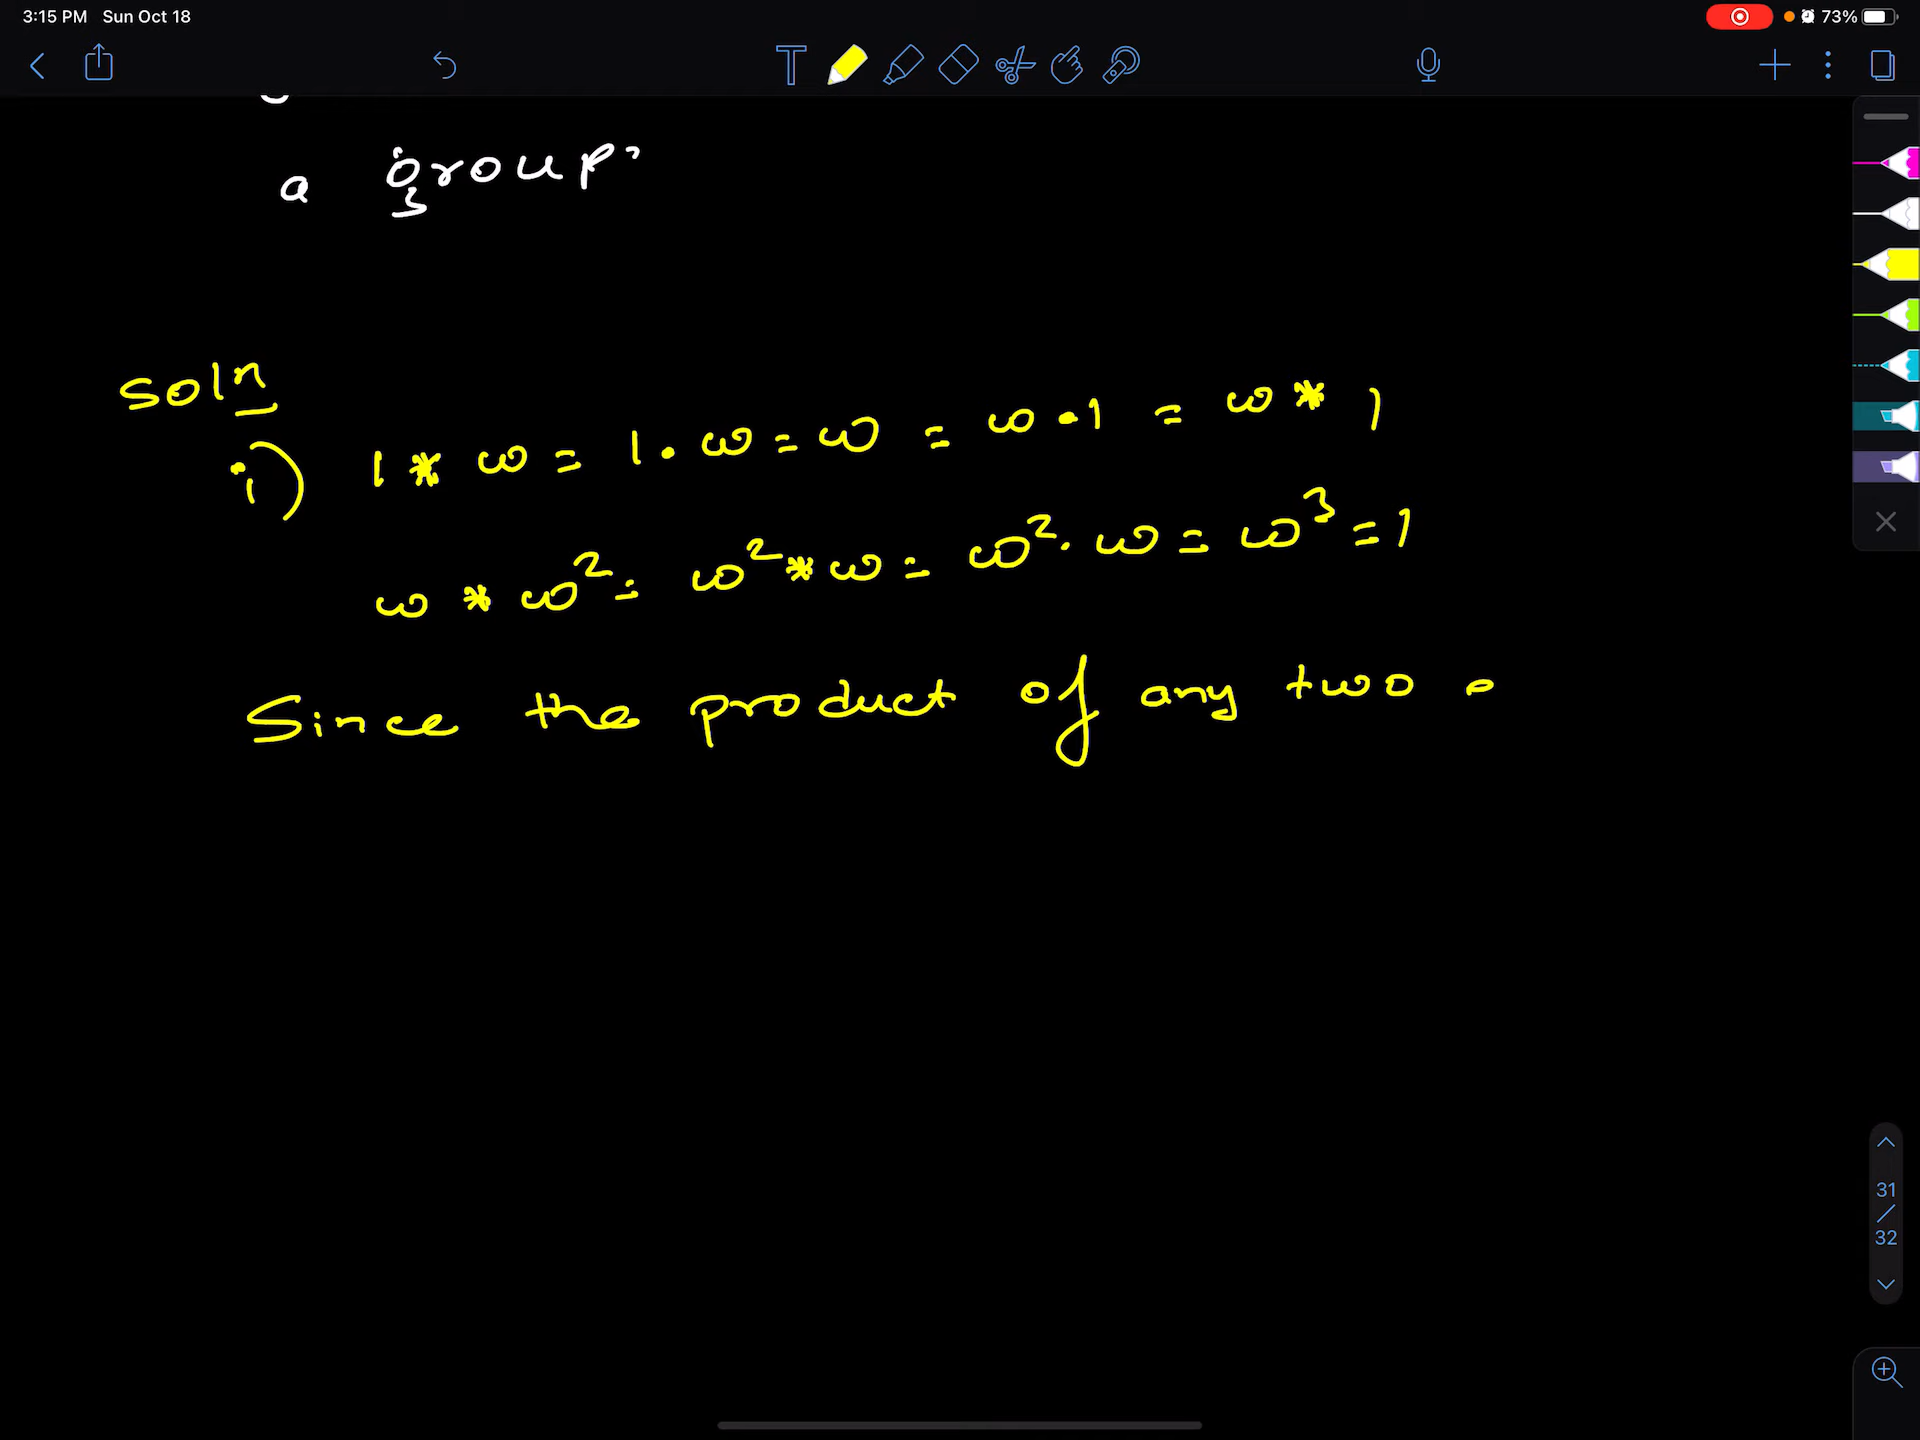 3:15 PM Sun Oct 18
73%
a group.
Soln
i) 1 * ω = 1 . ω = ω = ω . 1 = ω * 1
ω * ω² = ω² * ω = ω² . ω = ω³ = 1
Since the product of any two
31
/
32